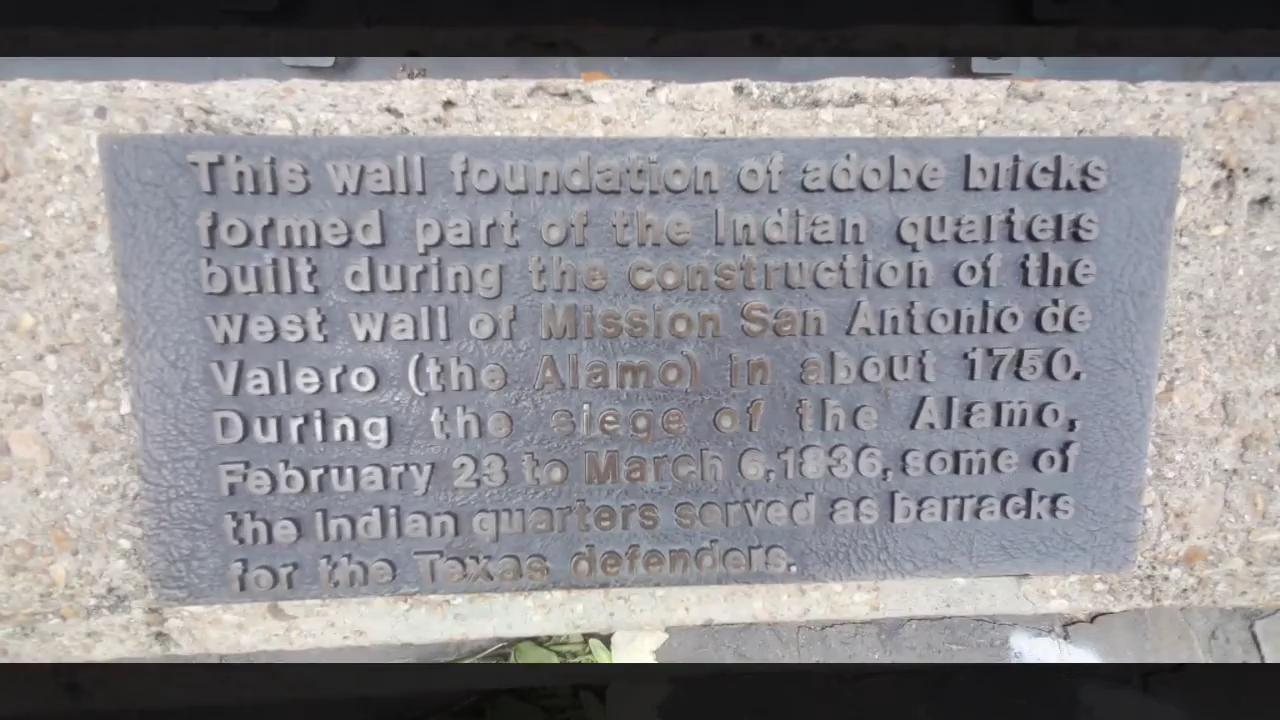 This wall foundation of adobe bricks
formed part of the Indian quarters
built during the construction of the
west wall of Mission San Antonio de
Valero (the Alamo) in about 1750.
During the siege of the Alamo,
February 23 to March 6,1836, some of
the Indian quarters served as barracks
for the Texas defenders.